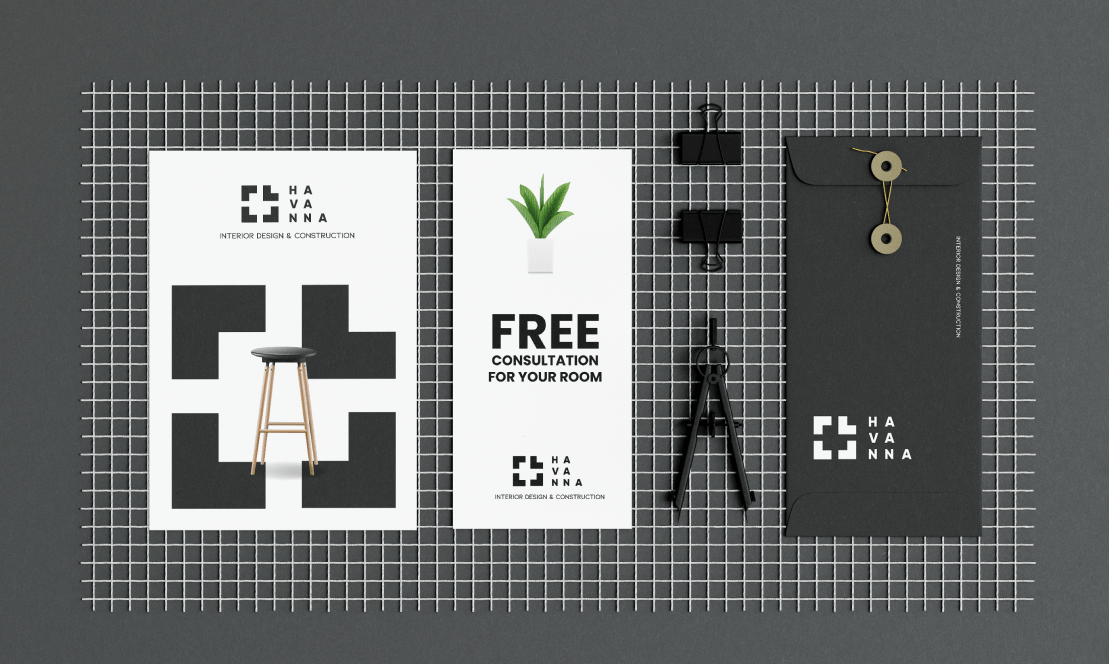 HA
VA
NNA
INTERIOR DESIGN & CONSTRUCTION
FREE
CONSULTATION
FOR YOUR ROOM
HA
VA
NNA
INTERIOR DESIGN & CONSTRUCTION
INTERIOR DESIGN & CONSTRUCTION
HA
VA
NNA